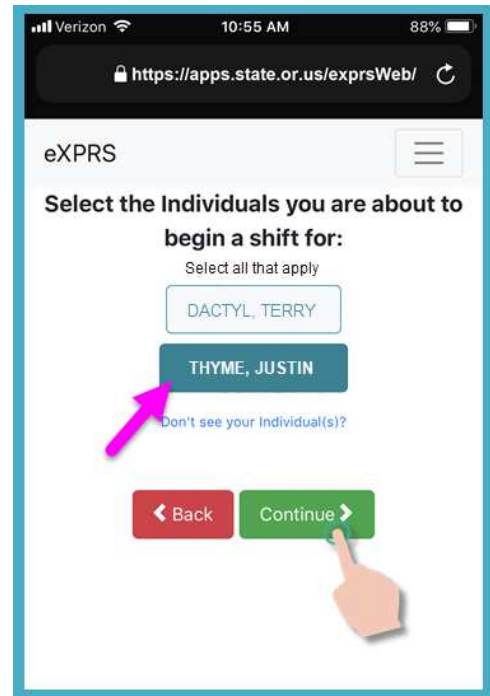 Verizon 10:55 AM 88%
https://apps.state.or.us/exprsWeb/
eXPRS
Select the Individuals you are about to
begin a shift for:
Select all that apply
DACTYL, TERRY
THYME, JUSTIN
Don't see your Individual(s)?
Back Continue